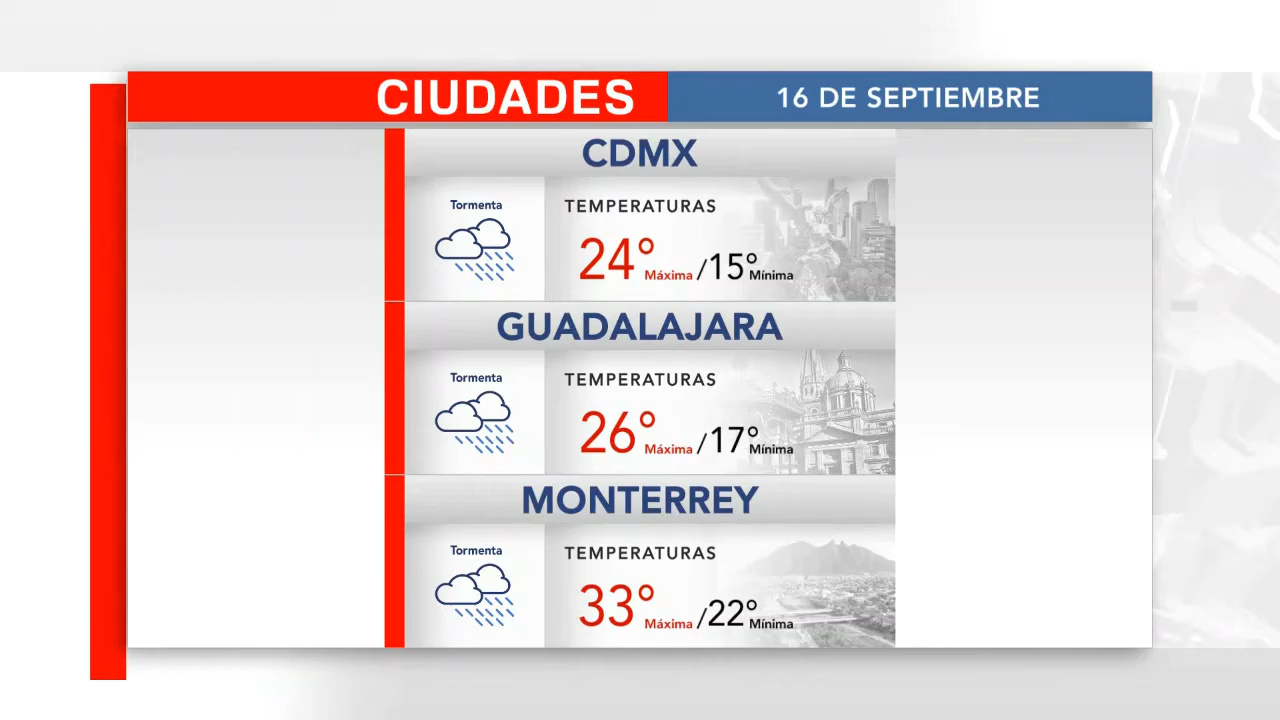 CIUDADES
16 DE SEPTIEMBRE
CDMX
Tormenta
TEMPERATURAS
24° Máxima /15° Mínima
GUADALAJARA
Tormenta
TEMPERATURAS
26° Máxima /17° Mínima
MONTERREY
Tormenta
TEMPERATURAS
33° Máxima /22° Mínima